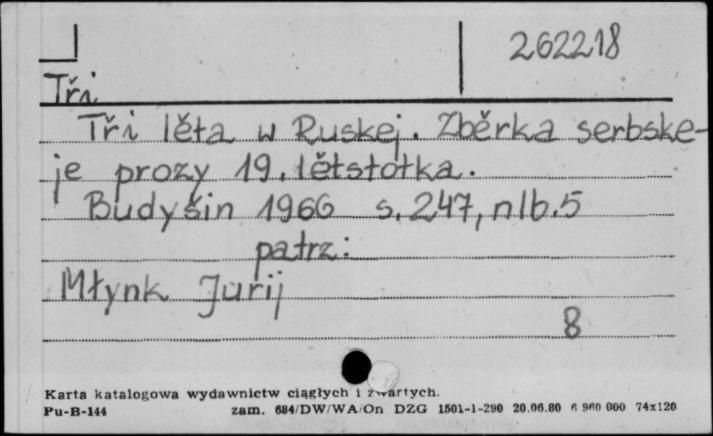 262218
Tři
Tři lěta w Ruskej. Zběrka serbske-
je prozy 19. lětstotka.
Budyšin 1966 s. 247, nlb. 5
patrz:
Młynk Jurij
8
Karta katalogowa wydawnictw ciągłych i zwartych.
Pu-B-144 zam. 684/DW/WA/On DZG 1501-1-290 20.06.80 6 960 000 74x120